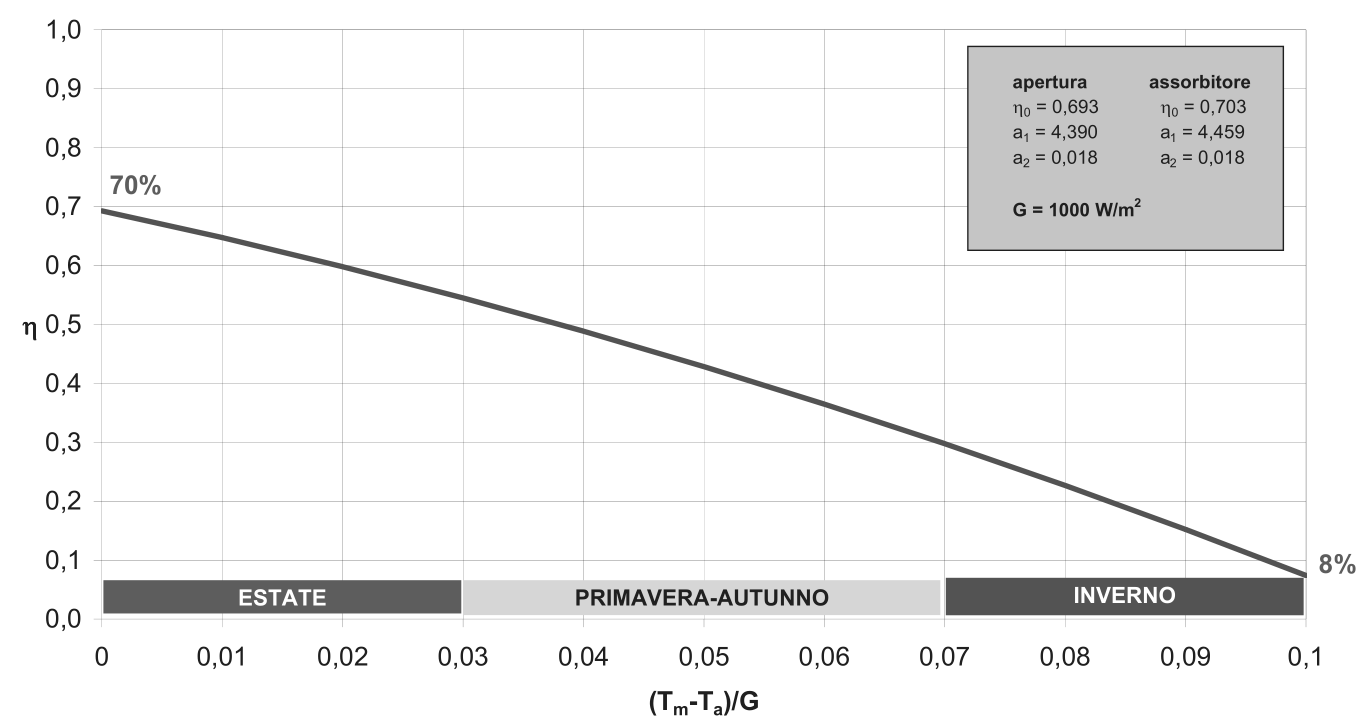 1,0
0,9
0,8
0,7
0,6
η 0,5
0,4
0,3
0,2
0,1
0,0
70%
8%
apertura assorbitore
η0 = 0,693 η0 = 0,703
a1 = 4,390 a1 = 4,459
a2 = 0,018 a2 = 0,018
G = 1000 W/m2
ESTATE PRIMAVERA-AUTUNNO INVERNO
0 0,01 0,02 0,03 0,04 0,05 0,06 0,07 0,08 0,09 0,1
(Tm-Ta)/G